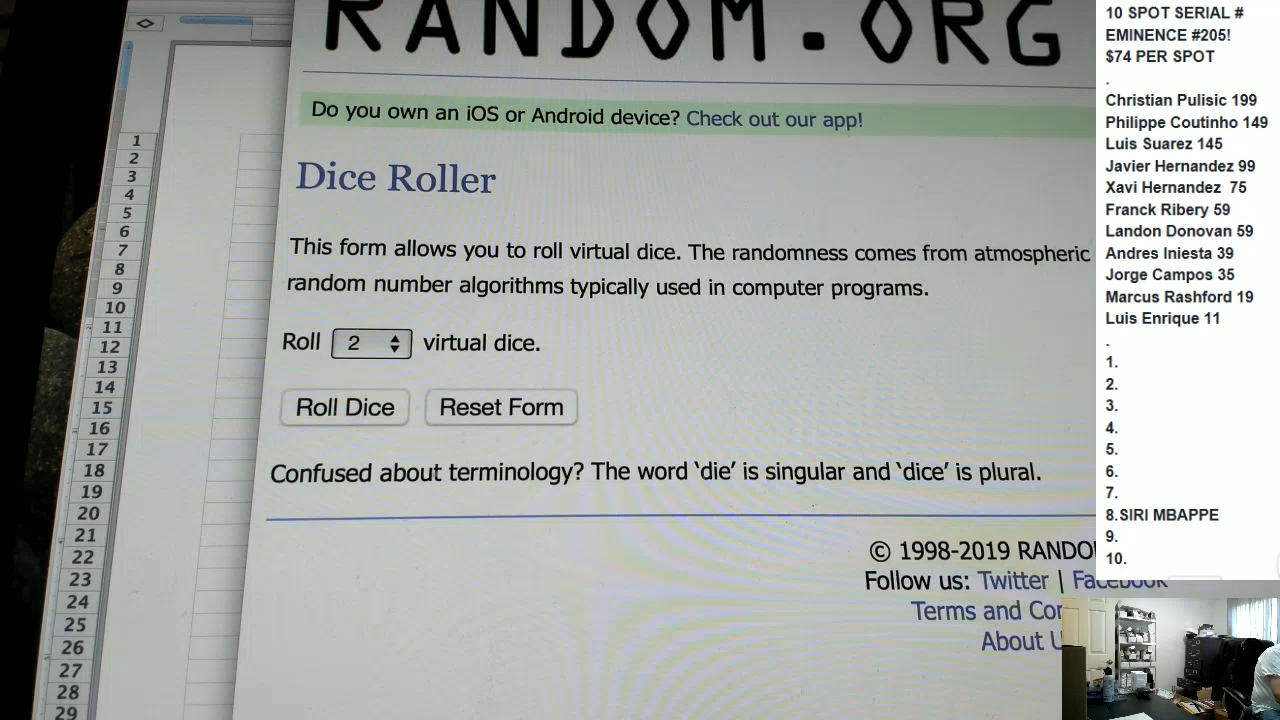 RANDOM.ORG
Do you own an iOS or Android device? Check out our app!
Dice Roller
This form allows you to roll virtual dice. The randomness comes from atmospheric
random number algorithms typically used in computer programs.
Roll 2 virtual dice.
Roll Dice Reset Form
Confused about terminology? The word ‘die’ is singular and ‘dice’ is plural.
© 1998-2019 RANDO
Follow us: Twitter | Facebook
Terms and Con
About U
1
2
3
4
5
6
7
8
9
10
11
12
13
14
15
16
17
18
19
20
21
22
23
24
25
26
27
28
29
10 SPOT SERIAL #
EMINENCE #205!
$74 PER SPOT
.
Christian Pulisic 199
Philippe Coutinho 149
Luis Suarez 145
Javier Hernandez 99
Xavi Hernandez 75
Franck Ribery 59
Landon Donovan 59
Andres Iniesta 39
Jorge Campos 35
Marcus Rashford 19
Luis Enrique 11
.
1.
2.
3.
4.
5.
6.
7.
8.SIRI MBAPPE
9.
10.